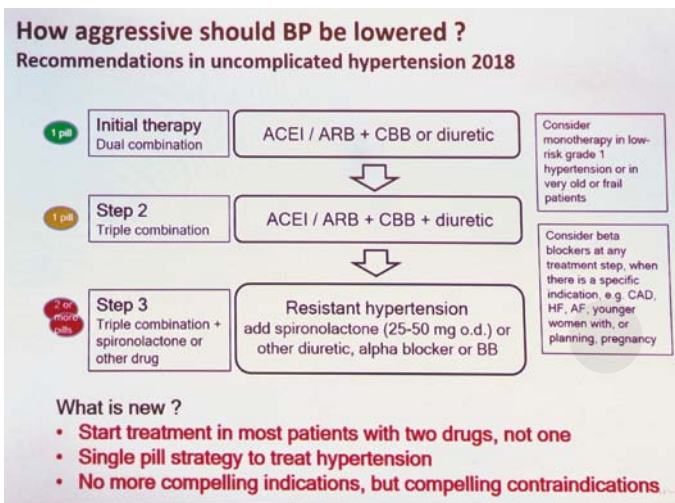 How aggressive should BP be lowered ?
Recommendations in uncomplicated hypertension 2018
1 pill
Initial therapy
Dual combination
ACEI / ARB + CBB or diuretic
Consider
monotherapy in low-
risk grade 1
hypertension or in
very old or frail
patients
1 pill
Step 2
Triple combination
ACEI / ARB + CBB + diuretic
Consider beta
blockers at any
treatment step, when
there is a specific
indication, e.g. CAD,
HF, AF, younger
women with, or
planning, pregnancy
2 or
more
pills
Step 3
Triple combination +
spironolactone or
other drug
Resistant hypertension
add spironolactone (25-50 mg o.d.) or
other diuretic, alpha blocker or BB
What is new ?
• Start treatment in most patients with two drugs, not one
• Single pill strategy to treat hypertension
• No more compelling indications, but compelling contraindications